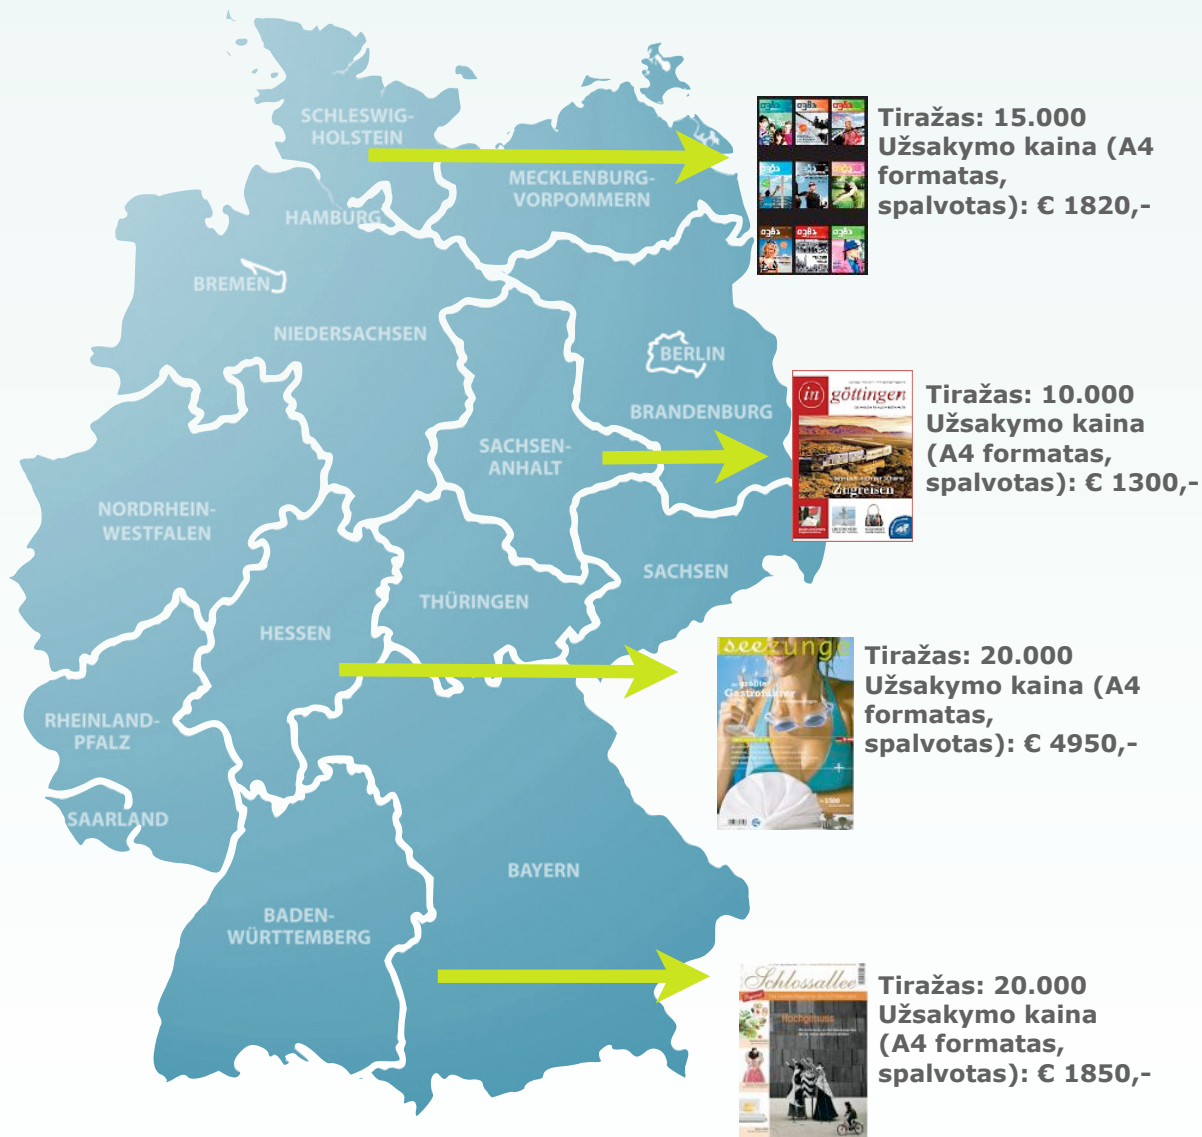 SCHLESWIG-
HOLSTEIN
MECKLENBURG-
VORPOMMERN
HAMBURG
BREMEN
NIEDERSACHSEN
BERLIN
BRANDENBURG
SACHSEN-
ANHALT
NORDRHEIN-
WESTFALEN
SACHSEN
THÜRINGEN
HESSEN
RHEINLAND-
PFALZ
SAARLAND
BAYERN
BADEN-
WÜRTTEMBERG
Tiražas: 15.000
Užsakymo kaina (A4
formatas,
spalvotas): € 1820,-
in göttingen
Zugreisen
Tiražas: 10.000
Užsakymo kaina
(A4 formatas,
spalvotas): € 1300,-
seezunge
größte
Gastroführer
Tiražas: 20.000
Užsakymo kaina (A4
formatas,
spalvotas): € 4950,-
Schlossallee
Hochgenuss
Tiražas: 20.000
Užsakymo kaina
(A4 formatas,
spalvotas): € 1850,-